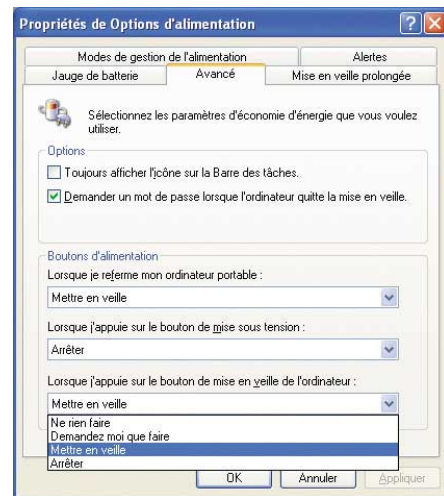 Propriétés de Options d'alimentation
Modes de gestion de l'alimentation
Alertes
Jauge de batterie
Avancé
Mise en veille prolongée
Sélectionnez les paramètres d'économie d'énergie que vous voulez
utiliser.
Options
Toujours afficher l'icône sur la Barre des tâches.
Demander un mot de passe lorsque l'ordinateur quitte la mise en veille.
Boutons d'alimentation
Lorsque je referme mon ordinateur portable :
Mettre en veille
Lorsque j'appuie sur le bouton de mise sous tension :
Arrêter
Lorsque j'appuie sur le bouton de mise en veille de l'ordinateur :
Mettre en veille
Ne rien faire
Demandez moi que faire
Mettre en veille
Arrêter
OK
Annuler
Appliquer